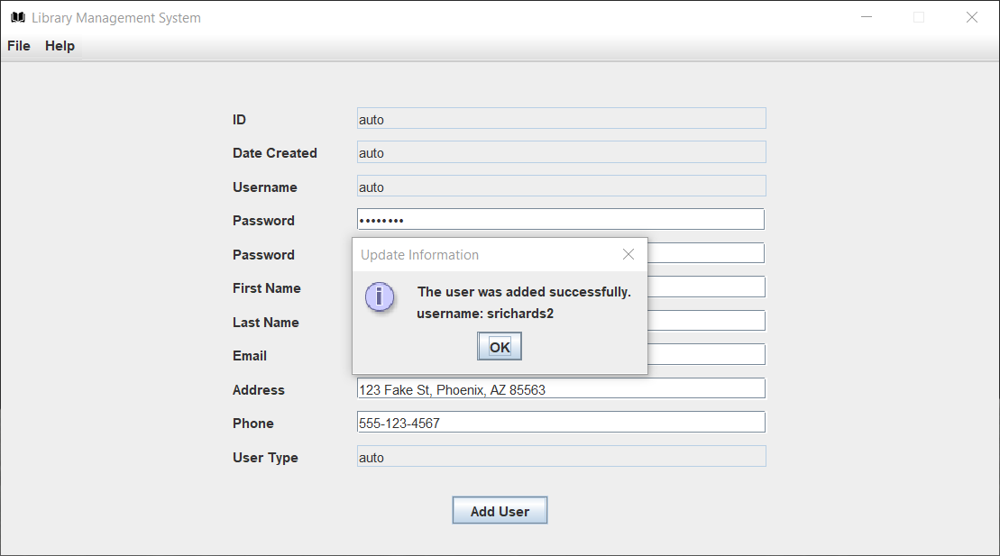 Library Management System
File Help
ID auto
Date Created auto
Username auto
Password ••••••••
Password
First Name
Last Name
Email
Update Information
The user was added successfully.
username: srichards2
OK
Address 123 Fake St, Phoenix, AZ 85563
Phone 555-123-4567
User Type auto
Add User